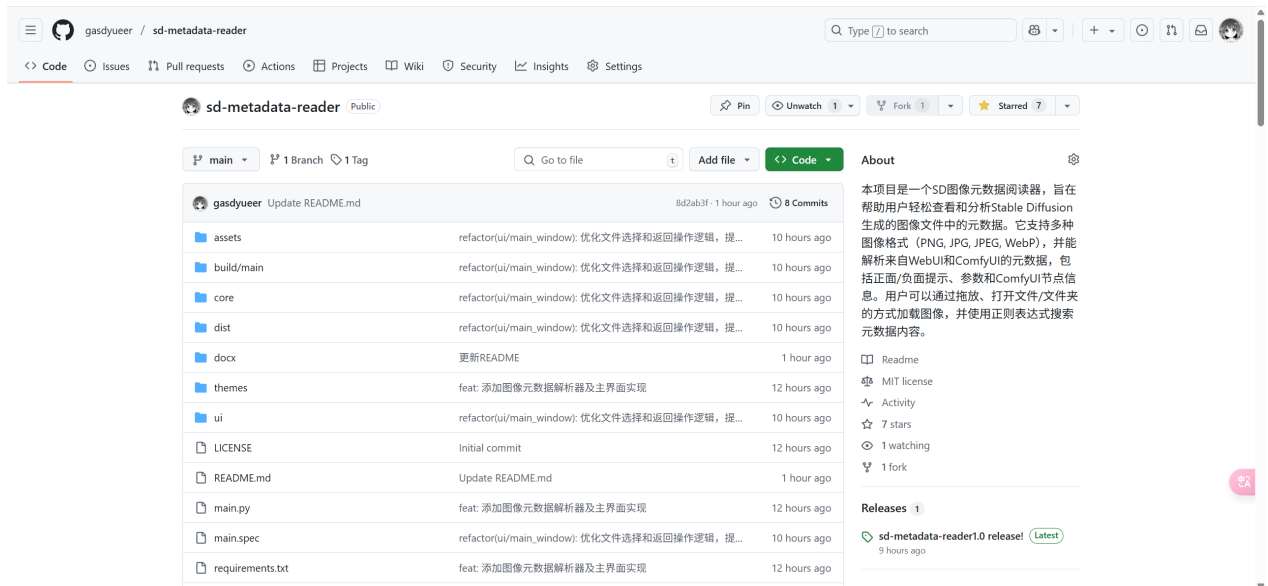 gasdyueer / sd-metadata-reader
Type / to search
Code Issues Pull requests Actions Projects Wiki Security Insights Settings
sd-metadata-reader Public
Pin Unwatch 1 Fork 1 Starred 7
main 1 Branch 1 Tag
Go to file t
Add file Code
gasdyueer Update README.md 8d2ab3f · 1 hour ago 8 Commits
assets refactor(ui/main_window): 优化文件选择和返回操作逻辑，提... 10 hours ago
build/main refactor(ui/main_window): 优化文件选择和返回操作逻辑，提... 10 hours ago
core refactor(ui/main_window): 优化文件选择和返回操作逻辑，提... 10 hours ago
dist refactor(ui/main_window): 优化文件选择和返回操作逻辑，提... 10 hours ago
docx 更新README 1 hour ago
themes feat: 添加图像元数据解析器及主界面实现 12 hours ago
ui refactor(ui/main_window): 优化文件选择和返回操作逻辑，提... 10 hours ago
LICENSE Initial commit 12 hours ago
README.md Update README.md 1 hour ago
main.py feat: 添加图像元数据解析器及主界面实现 12 hours ago
main.spec refactor(ui/main_window): 优化文件选择和返回操作逻辑，提... 10 hours ago
requirements.txt feat: 添加图像元数据解析器及主界面实现 12 hours ago
About
本项目是一个SD图像元数据阅读器，旨在
帮助用户轻松查看和分析Stable Diffusion
生成的图像文件中的元数据。它支持多种
图像格式（PNG, JPG, JPEG, WebP），并能
解析来自WebUI和ComfyUI的元数据，包
括正面/负面提示、参数和ComfyUI节点信
息。用户可以通过拖放、打开文件/文件夹
的方式加载图像，并使用正则表达式搜索
元数据内容。
Readme
MIT license
Activity
7 stars
1 watching
1 fork
Releases 1
sd-metadata-reader1.0 release! Latest
9 hours ago